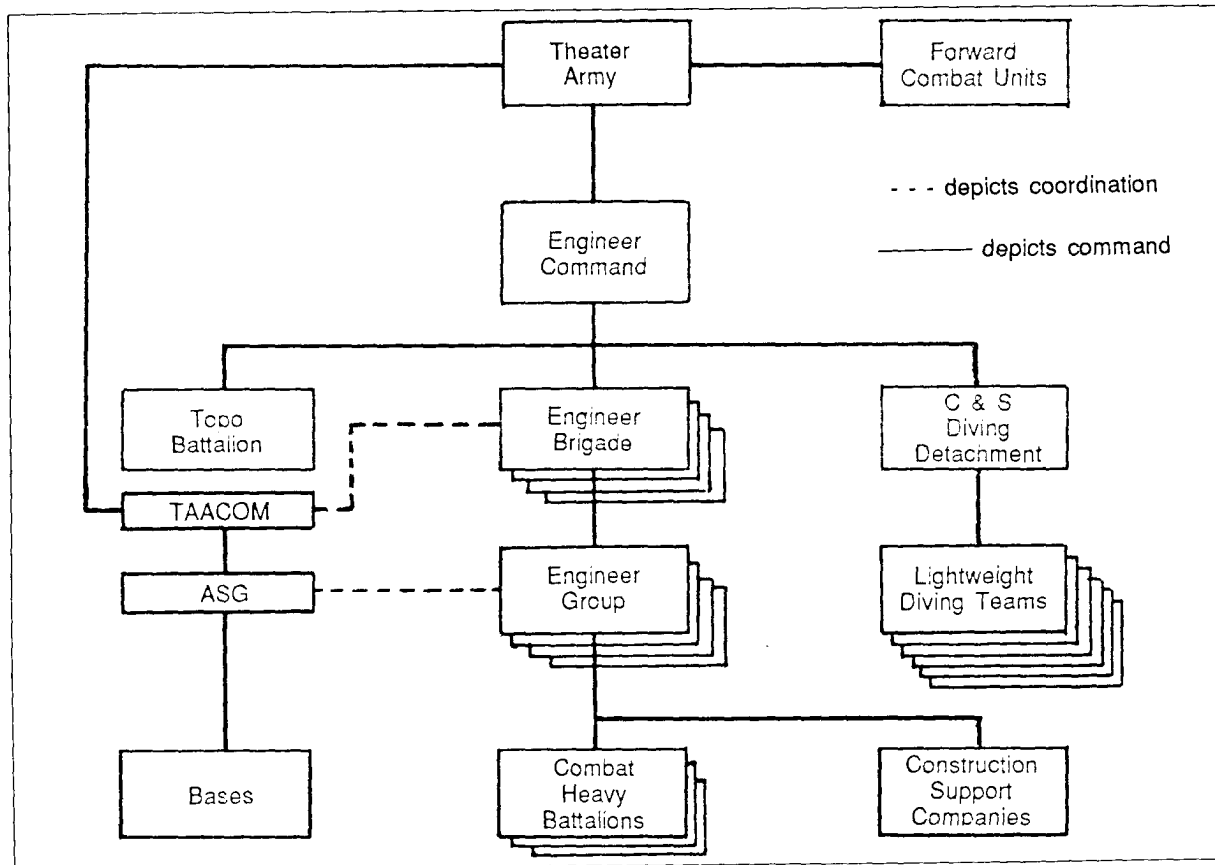 Theater
Army
Forward
Combat Units
- - - depicts coordination
——— depicts command
Engineer
Command
Topo
Battalion
Engineer
Brigade
C & S
Diving
Detachment
TAACOM
ASG
Engineer
Group
Lightweight
Diving Teams
Bases
Combat
Heavy
Battalions
Construction
Support
Companies